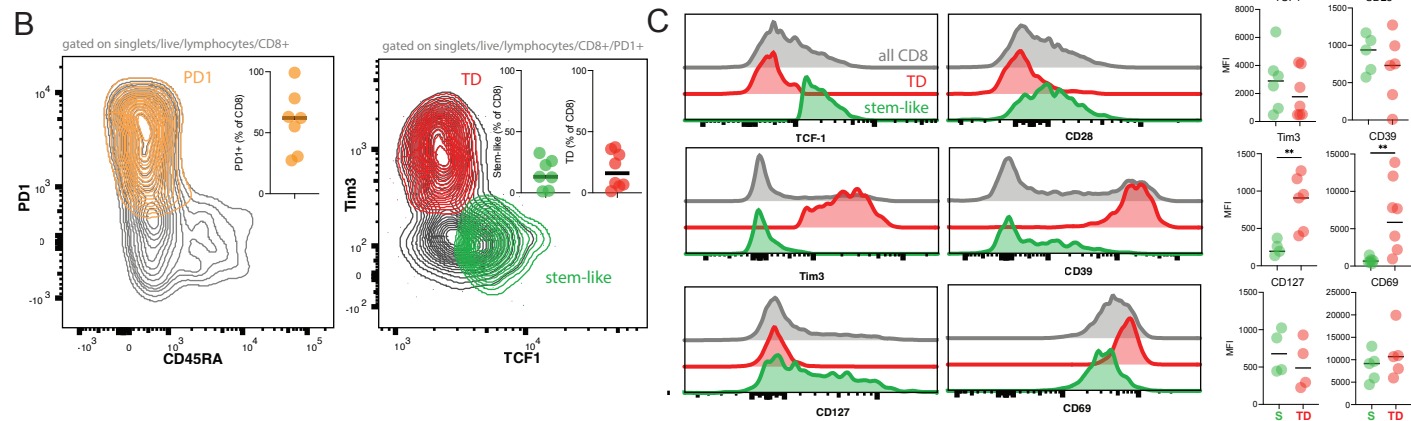 B
gated on singlets/live/lymphocytes/CD8+
PD1
PD1+ (% of CD8)
100
50
0
PD1
10^4
10^3
0
-10^3
-10^3
0
10^3
10^4
10^5
CD45RA
gated on singlets/live/lymphocytes/CD8+/PD1+
TD
Stem-like (% of CD8)
100
50
0
TD (% of CD8)
100
50
0
Tim3
10^3
10^2
0
-10^2
stem-like
10^3
10^4
TCF1
C
all CD8
TD
stem-like
TCF-1
CD28
Tim3
CD39
CD127
CD69
MFI
8000
6000
4000
2000
0
1500
1000
500
0
Tim3
**
MFI
1500
1000
500
0
CD39
**
15000
10000
5000
0
CD127
MFI
1500
1000
500
0
S
TD
CD69
25000
20000
15000
10000
5000
0
S
TD